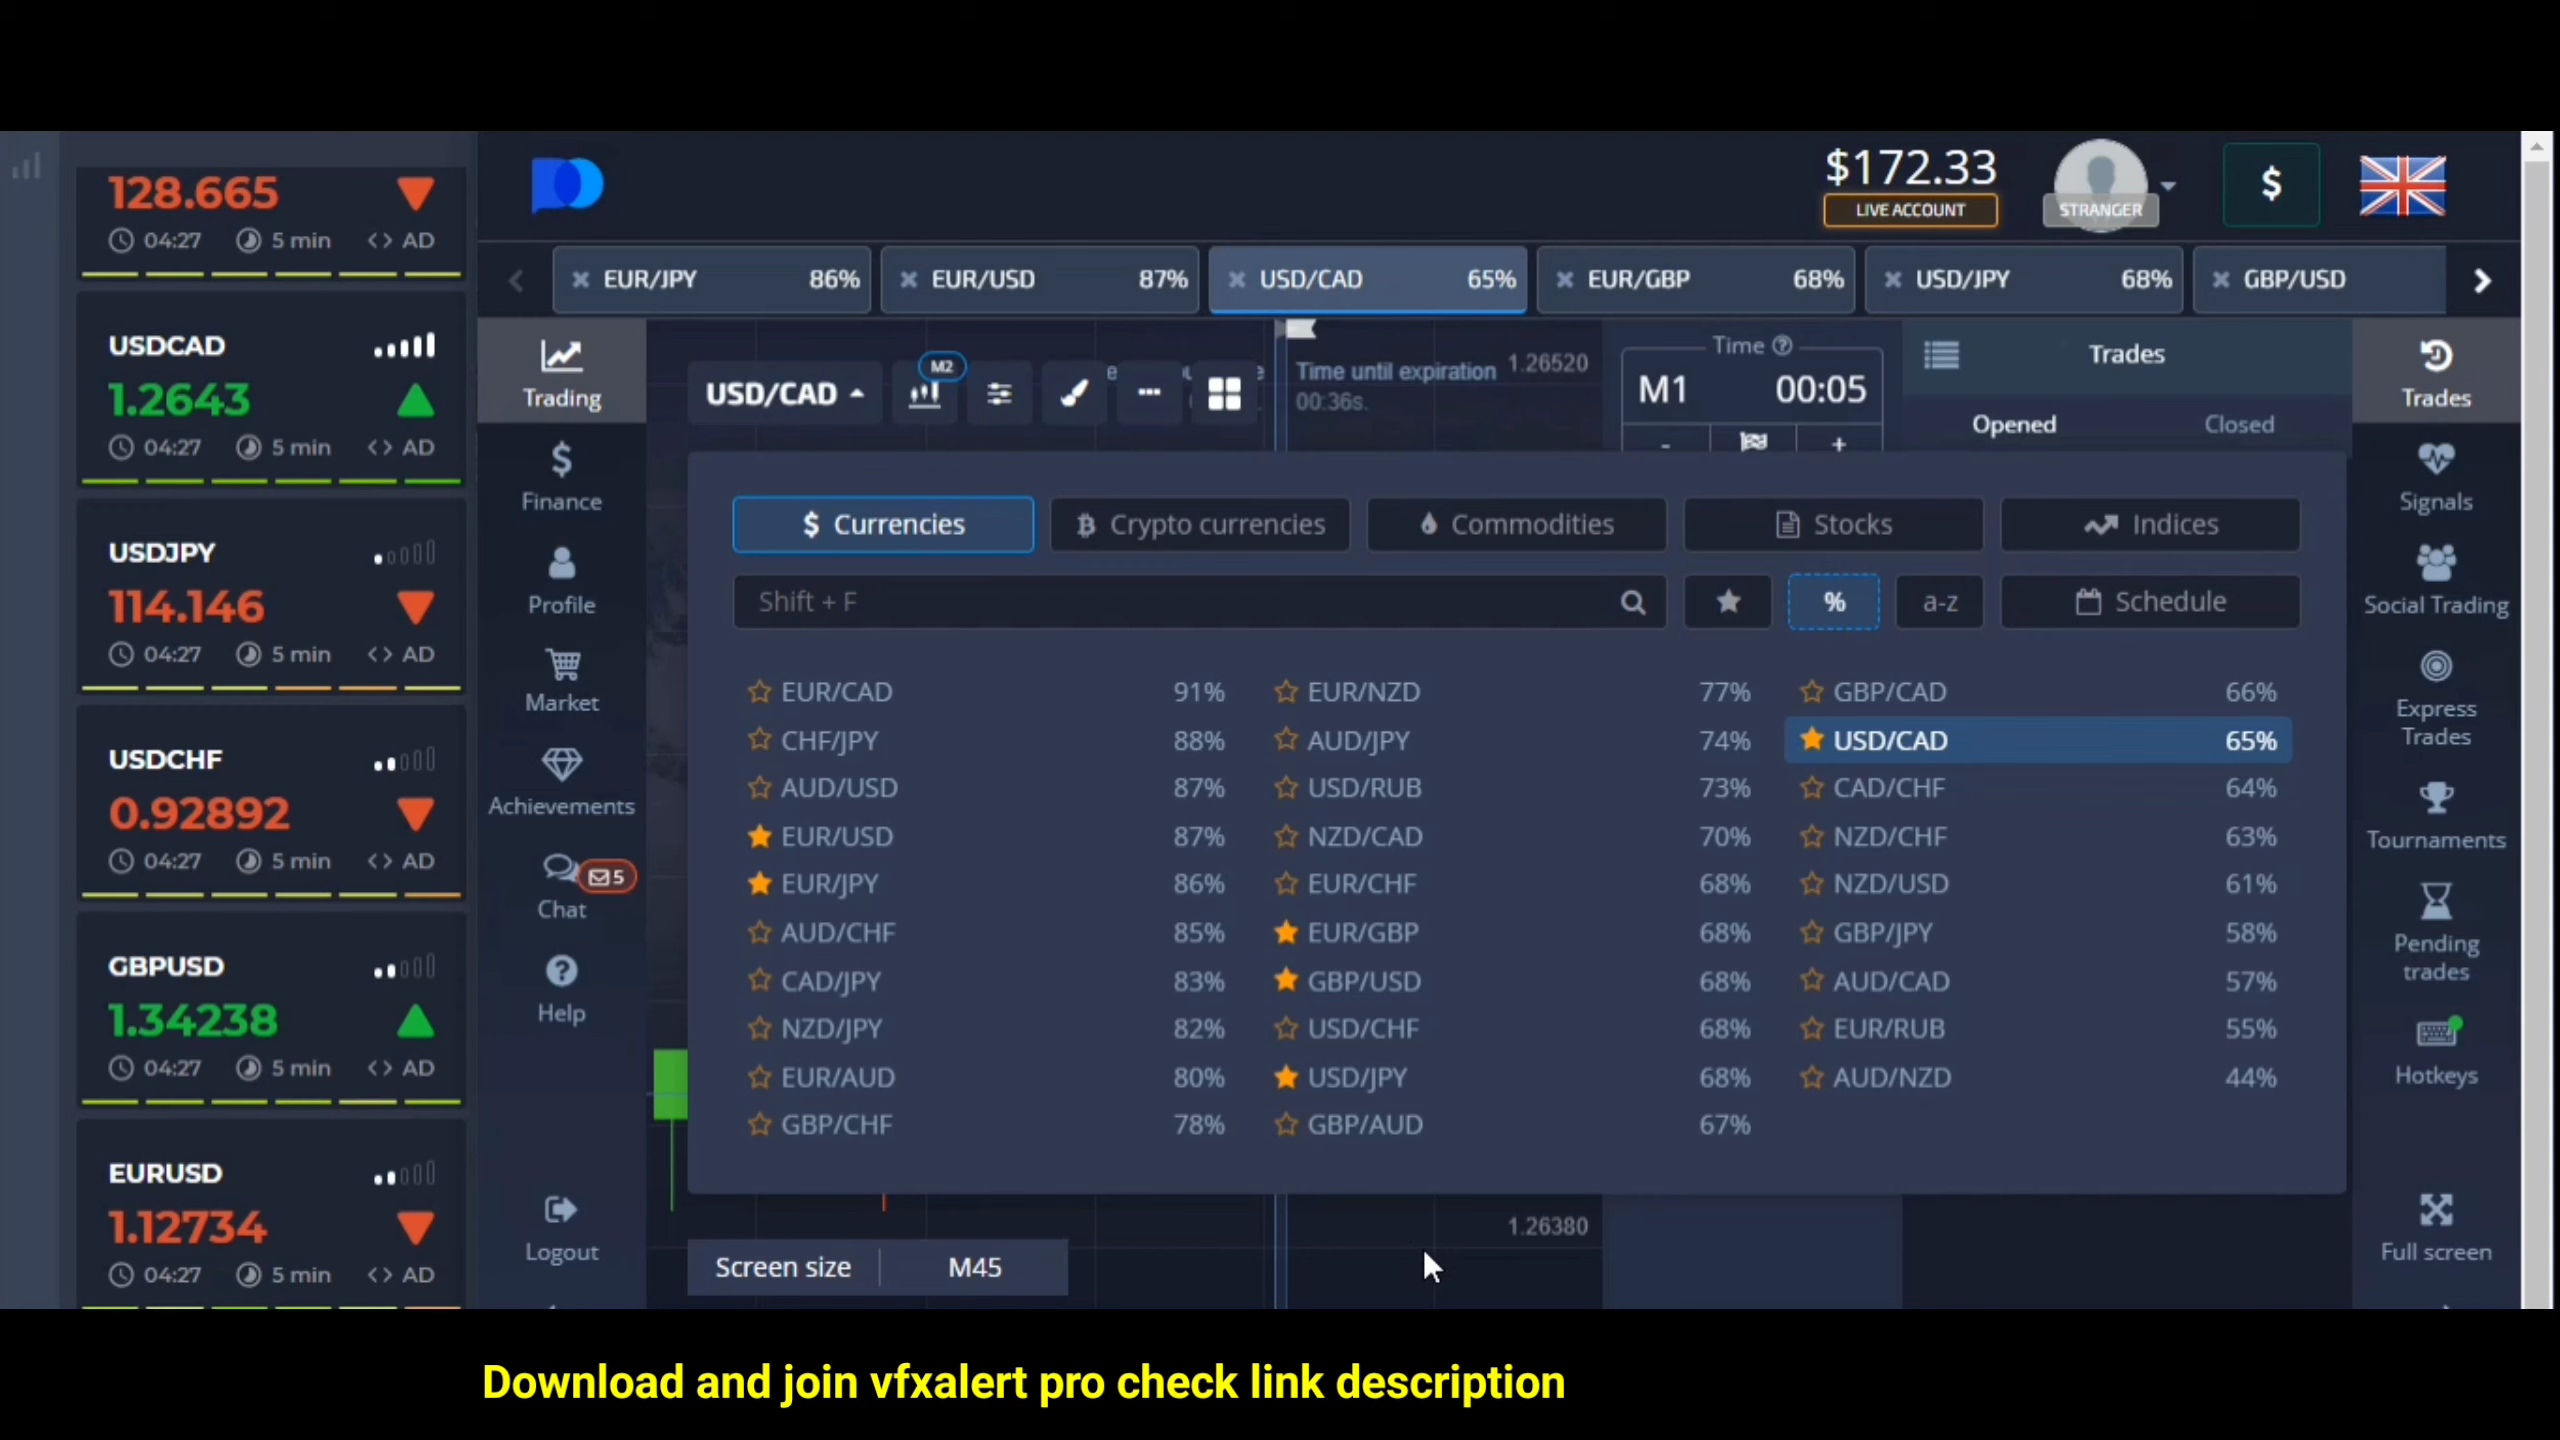 128.665
04:27 5 min <> AD
USDCAD
1.2643
04:27 5 min <> AD
USDJPY
114.146
04:27 5 min <> AD
USDCHF
0.92892
04:27 5 min <> AD
GBPUSD
1.34238
04:27 5 min <> AD
EURUSD
1.12734
04:27 5 min <> AD
$172.33
LIVE ACCOUNT
STRANGER
$
EUR/JPY 86%
EUR/USD 87%
USD/CAD 65%
EUR/GBP 68%
USD/JPY 68%
GBP/USD
Trading
Finance
Profile
Market
Achievements
5
Chat
Help
Logout
USD/CAD
M2
Time until expiration
00:36s.
1.26520
Time
M1 00:05
- +
Trades
Opened Closed
$ Currencies
Crypto currencies
Commodities
Stocks
Indices
Shift + F
%
a-z
Schedule
EUR/CAD 91%
CHF/JPY 88%
AUD/USD 87%
EUR/USD 87%
EUR/JPY 86%
AUD/CHF 85%
CAD/JPY 83%
NZD/JPY 82%
EUR/AUD 80%
GBP/CHF 78%
EUR/NZD 77%
AUD/JPY 74%
USD/RUB 73%
NZD/CAD 70%
EUR/CHF 68%
EUR/GBP 68%
GBP/USD 68%
USD/CHF 68%
USD/JPY 68%
GBP/AUD 67%
GBP/CAD 66%
USD/CAD 65%
CAD/CHF 64%
NZD/CHF 63%
NZD/USD 61%
GBP/JPY 58%
AUD/CAD 57%
EUR/RUB 55%
AUD/NZD 44%
1.26380
Screen size M45
Trades
Signals
Social Trading
Express
Trades
Tournaments
Pending
trades
Hotkeys
Full screen
Download and join vfxalert pro check link description